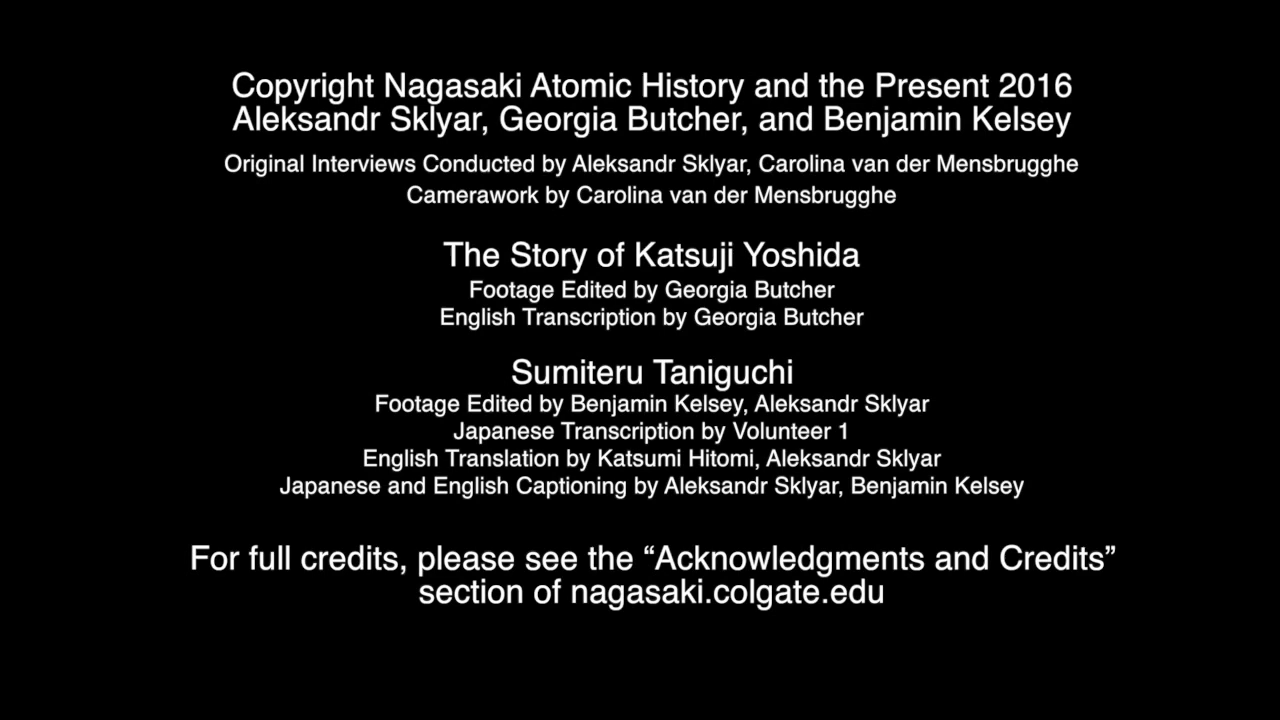 Copyright Nagasaki Atomic History and the Present 2016
Aleksandr Sklyar, Georgia Butcher, and Benjamin Kelsey
Original Interviews Conducted by Aleksandr Sklyar, Carolina van der Mensbrugghe
Camerawork by Carolina van der Mensbrugghe
The Story of Katsuji Yoshida
Footage Edited by Georgia Butcher
English Transcription by Georgia Butcher
Sumiteru Taniguchi
Footage Edited by Benjamin Kelsey, Aleksandr Sklyar
Japanese Transcription by Volunteer 1
English Translation by Katsumi Hitomi, Aleksandr Sklyar
Japanese and English Captioning by Aleksandr Sklyar, Benjamin Kelsey
For full credits, please see the “Acknowledgments and Credits”
section of nagasaki.colgate.edu